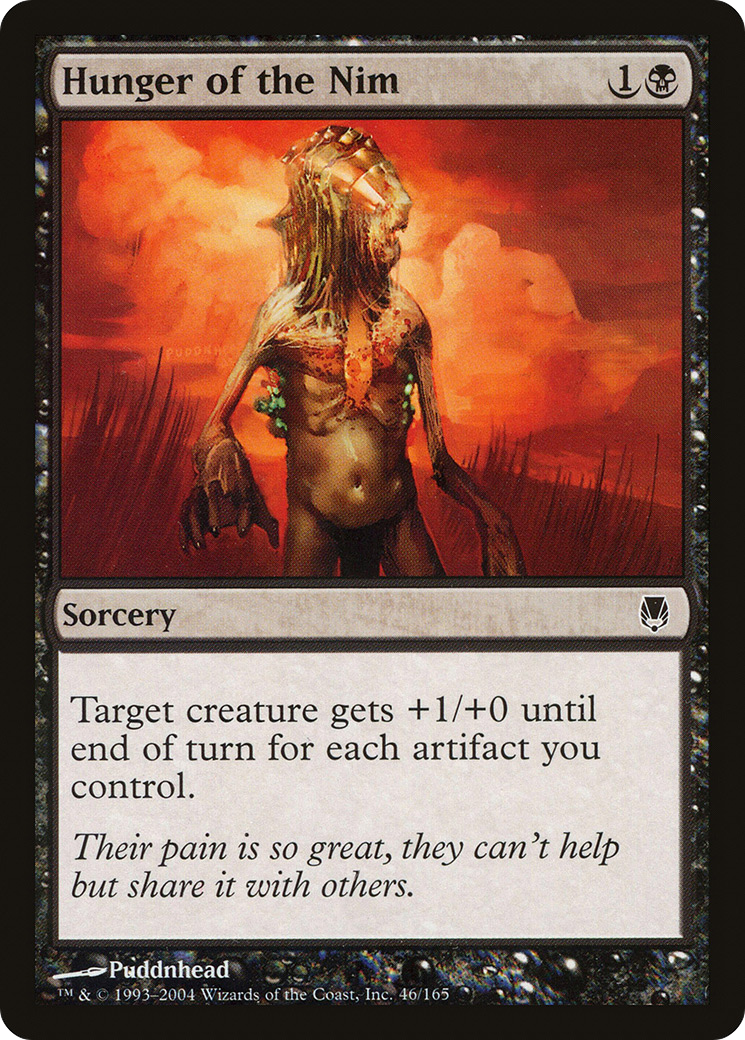 Hunger of the Nim 1
PUDDNH
Sorcery
Target creature gets +1/+0 until
end of turn for each artifact you
control.
Their pain is so great, they can't help
but share it with others.
Puddnhead
™ & © 1993–2004 Wizards of the Coast, Inc. 46/165